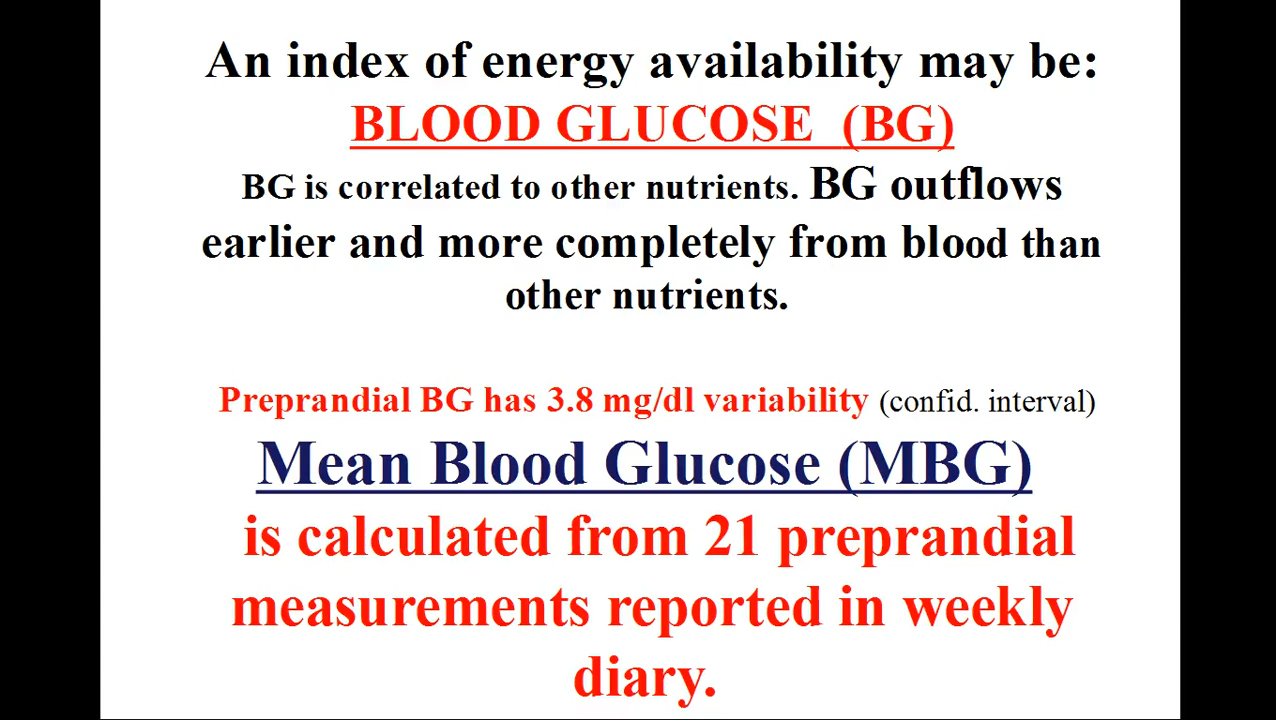 An index of energy availability may be:
BLOOD GLUCOSE (BG)
BG is correlated to other nutrients. BG outflows
earlier and more completely from blood than
other nutrients.
Preprandial BG has 3.8 mg/dl variability (confid. interval)
Mean Blood Glucose (MBG)
is calculated from 21 preprandial
measurements reported in weekly
diary.